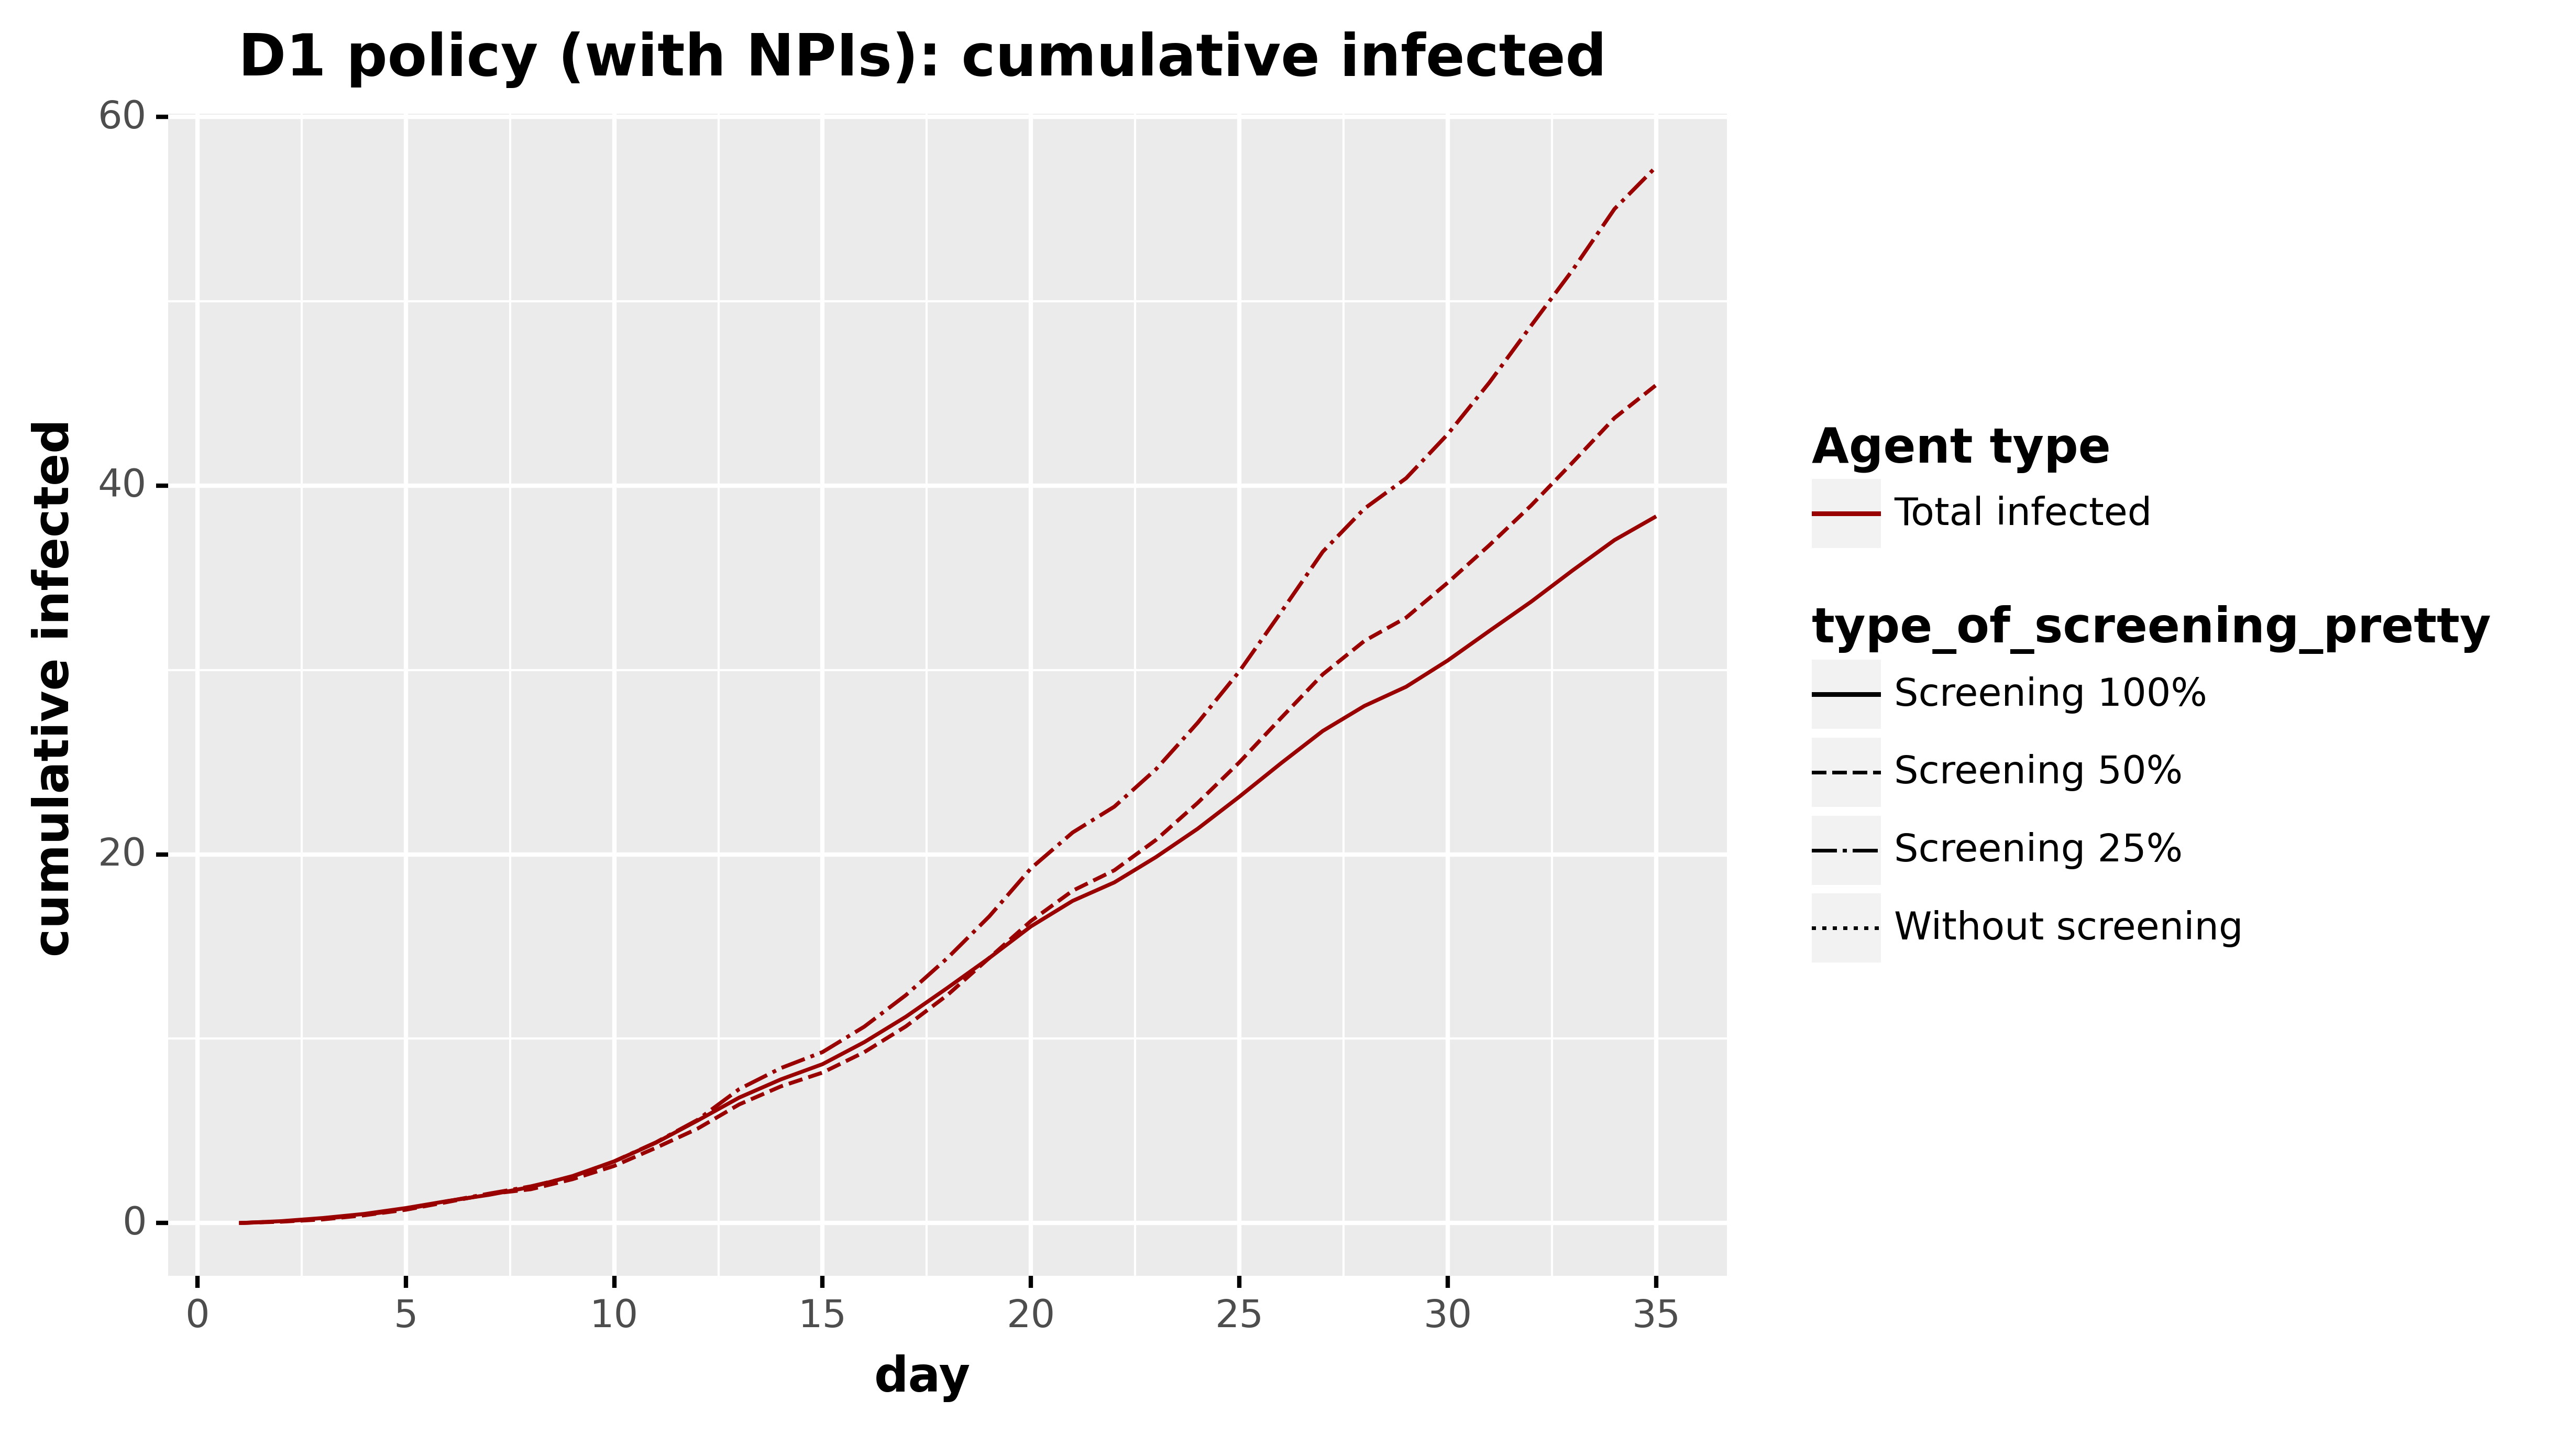 D1 policy (with NPIs): cumulative infected
60
40
20
0
cumulative infected
0 5 10 15 20 25 30 35
day
Agent type
Total infected
type_of_screening_pretty
Screening 100%
Screening 50%
Screening 25%
Without screening